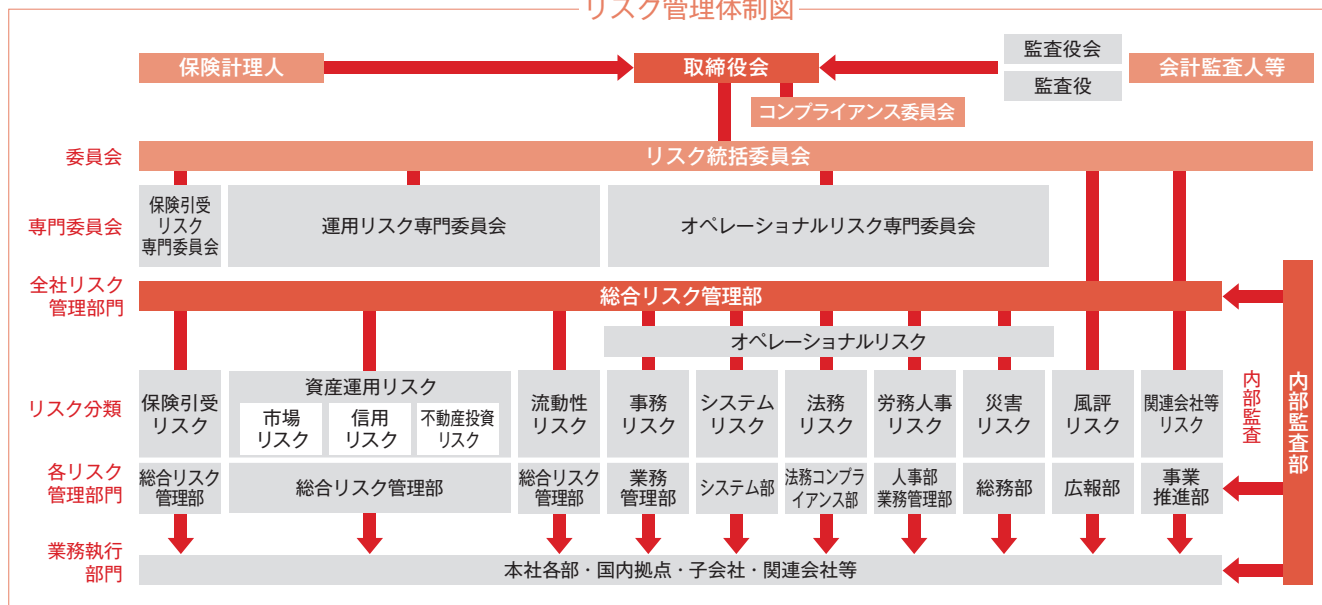 リスク管理体制図
保険計理人
取締役会
監査役会
監査役
会計監査人等
コンプライアンス委員会
委員会
リスク統括委員会
専門委員会
保険引受
リスク
専門委員会
運用リスク専門委員会
オペレーショナルリスク専門委員会
全社リスク
管理部門
総合リスク管理部
オペレーショナルリスク
リスク分類
保険引受
リスク
資産運用リスク
市場
リスク
信用
リスク
不動産投資
リスク
流動性
リスク
事務
リスク
システム
リスク
法務
リスク
労務人事
リスク
災害
リスク
風評
リスク
関連会社等
リスク
内部監査
内部監査部
各リスク
管理部門
総合リスク
管理部
総合リスク管理部
総合リスク
管理部
業務
管理部
システム部
法務コンプラ
イアンス部
人事部
業務管理部
総務部
広報部
事業
推進部
業務執行
部門
本社各部・国内拠点・子会社・関連会社等